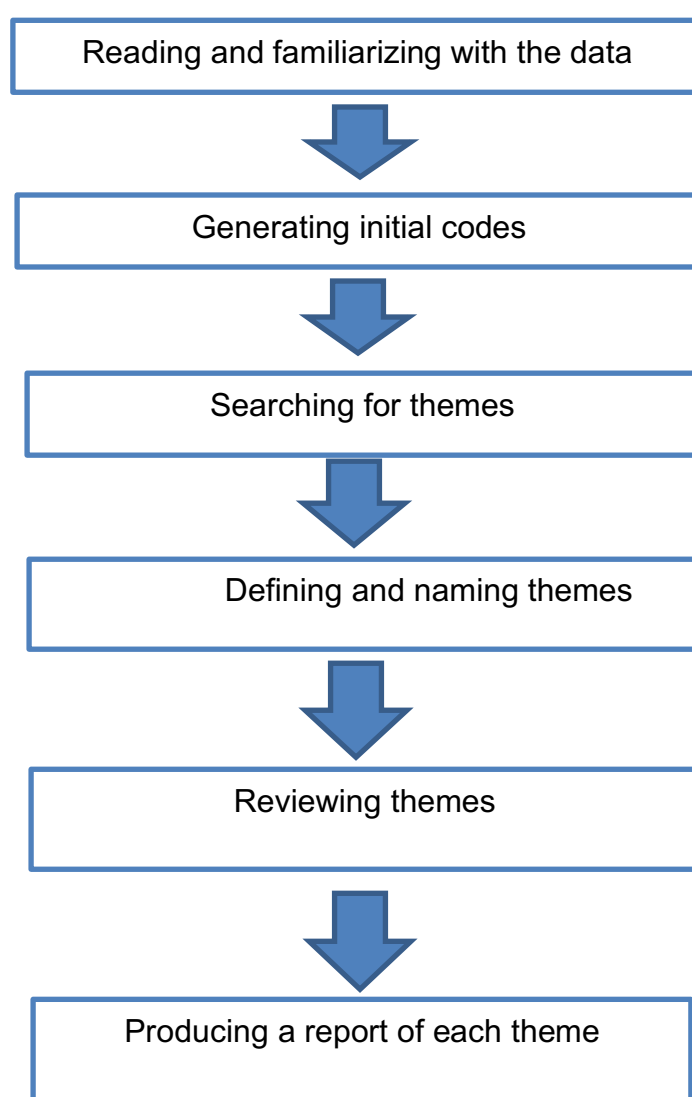 Reading and familiarizing with the data
Generating initial codes
Searching for themes
Defining and naming themes
Reviewing themes
Producing a report of each theme